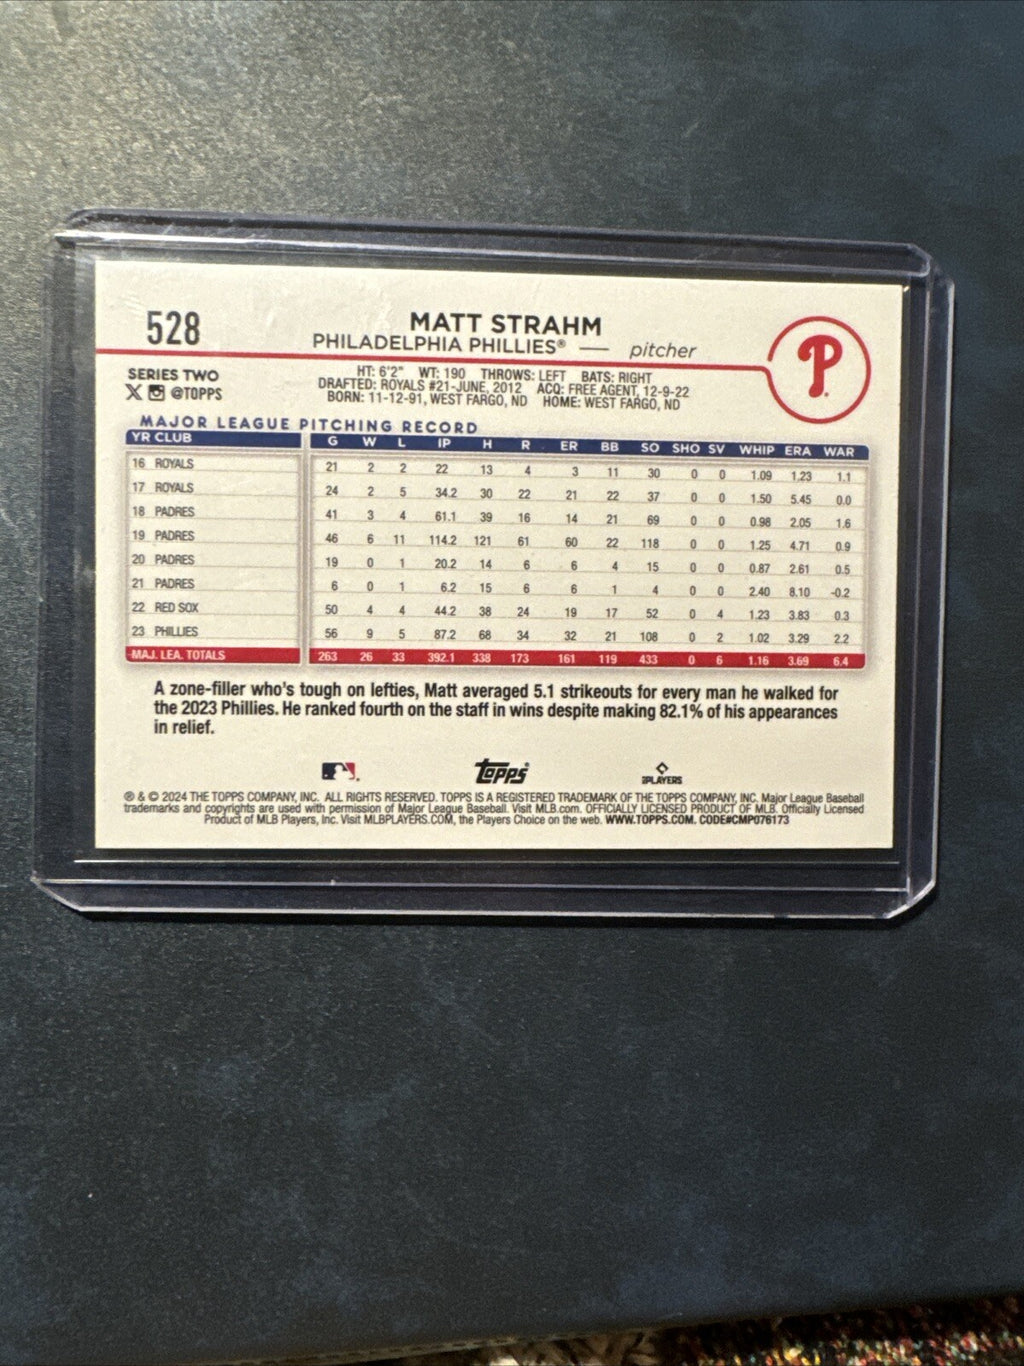 528
MATT STRAHM
PHILADELPHIA PHILLIES® — pitcher
P
SERIES TWO
X @TOPPS
HT: 6'2" WT: 190 THROWS: LEFT BATS: RIGHT
DRAFTED: ROYALS #21-JUNE, 2012 ACQ: FREE AGENT, 12-9-22
BORN: 11-12-91, WEST FARGO, ND HOME: WEST FARGO, ND
MAJOR LEAGUE PITCHING RECORD
YR CLUB G W L IP H R ER BB SO SHO SV WHIP ERA WAR
16 ROYALS 21 2 2 22 13 4 3 11 30 0 0 1.09 1.23 1.1
17 ROYALS 24 2 5 34.2 30 22 21 22 37 0 0 1.50 5.45 0.0
18 PADRES 41 3 4 61.1 39 16 14 21 69 0 0 0.98 2.05 1.6
19 PADRES 46 6 11 114.2 121 61 60 22 118 0 0 1.25 4.71 0.9
20 PADRES 19 0 1 20.2 14 6 6 4 15 0 0 0.87 2.61 0.5
21 PADRES 6 0 1 6.2 15 6 6 1 4 0 0 2.40 8.10 -0.2
22 RED SOX 50 4 4 44.2 38 24 19 17 52 0 4 1.23 3.83 0.3
23 PHILLIES 56 9 5 87.2 68 34 32 21 108 0 2 1.02 3.29 2.2
MAJ. LEA. TOTALS 263 26 33 392.1 338 173 161 119 433 0 6 1.16 3.69 6.4
A zone-filler who's tough on lefties, Matt averaged 5.1 strikeouts for every man he walked for
the 2023 Phillies. He ranked fourth on the staff in wins despite making 82.1% of his appearances
in relief.
Topps®
PLAYERS
® & © 2024 THE TOPPS COMPANY, INC. ALL RIGHTS RESERVED. TOPPS IS A REGISTERED TRADEMARK OF THE TOPPS COMPANY, INC. Major League Baseball
trademarks and copyrights are used with permission of Major League Baseball. Visit MLB.com. OFFICIALLY LICENSED PRODUCT OF MLB. Officially Licensed
Product of MLB Players, Inc. Visit MLBPLAYERS.COM, the Players Choice on the web. WWW.TOPPS.COM. CODE#CMP076173